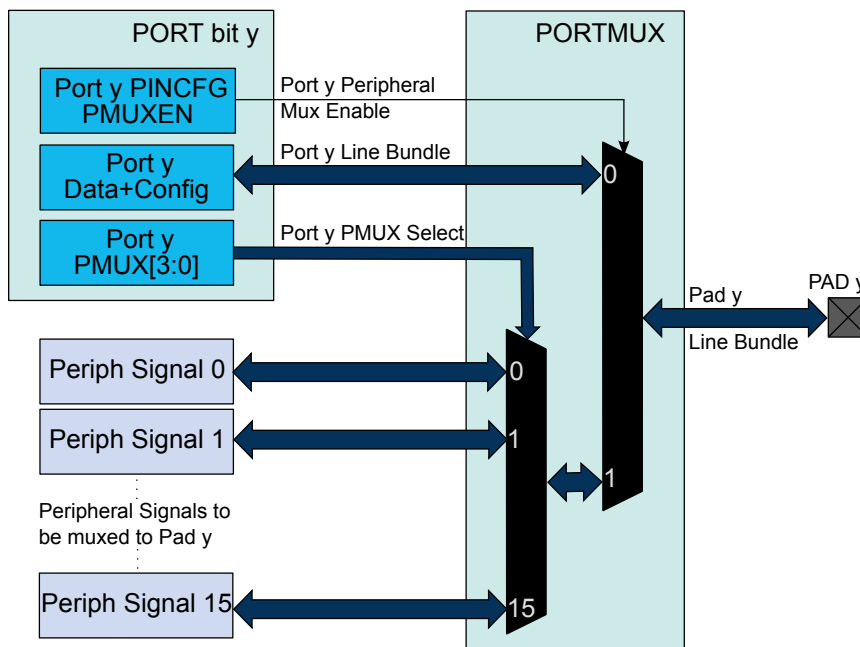 PORT bit y
PORTMUX
Port y PINCFG
PMUXEN
Port y Peripheral
Mux Enable
Port y
Data+Config
Port y Line Bundle
0
Port y
PMUX[3:0]
Port y PMUX Select
Pad y
Line Bundle
PAD y
Periph Signal 0
0
Periph Signal 1
1
1
Peripheral Signals to
be muxed to Pad y
Periph Signal 15
15